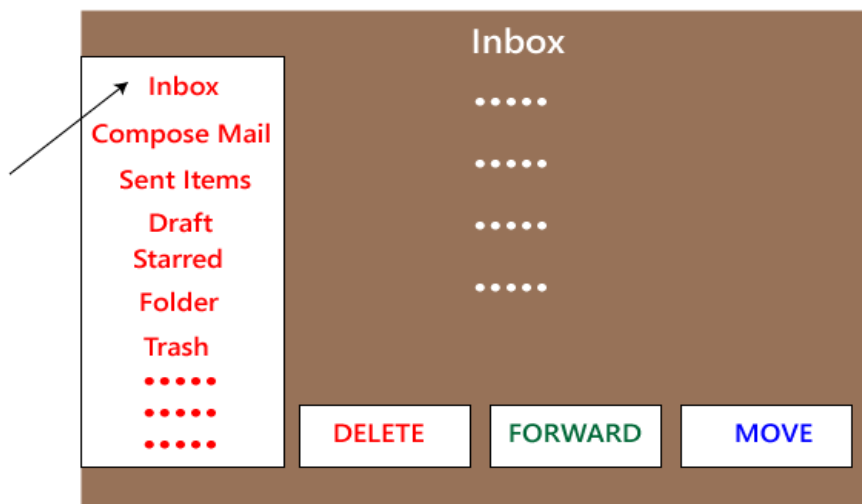 Inbox
Inbox
Compose Mail
Sent Items
Draft
Starred
Folder
Trash
•••••
•••••
•••••
•••••
•••••
•••••
•••••
DELETE FORWARD MOVE